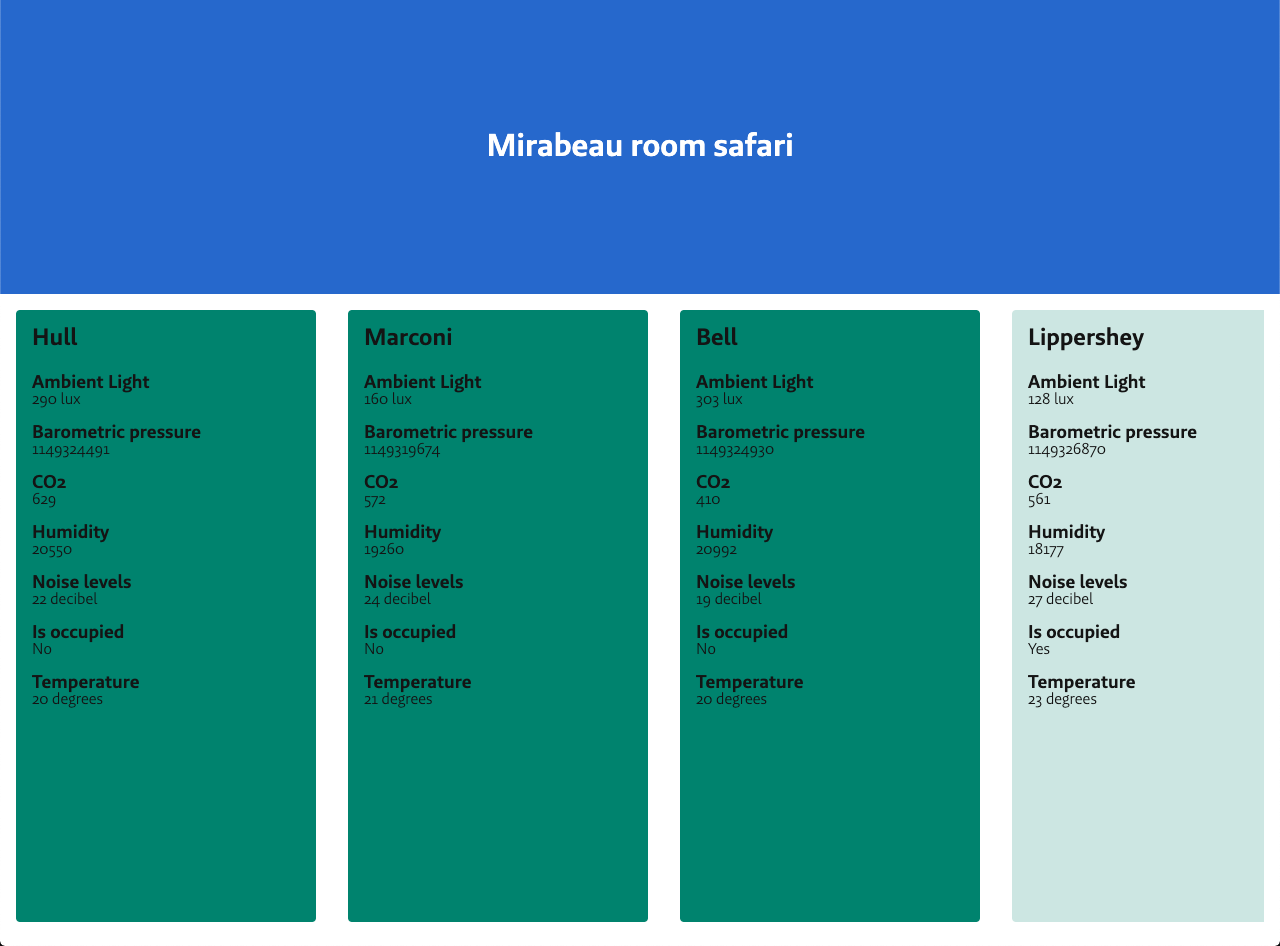 Mirabeau room safari
Hull
Ambient Light
290 lux
Barometric pressure
1149324491
CO2
629
Humidity
20550
Noise levels
22 decibel
Is occupied
No
Temperature
20 degrees
Marconi
Ambient Light
160 lux
Barometric pressure
1149319674
CO2
572
Humidity
19260
Noise levels
24 decibel
Is occupied
No
Temperature
21 degrees
Bell
Ambient Light
303 lux
Barometric pressure
1149324930
CO2
410
Humidity
20992
Noise levels
19 decibel
Is occupied
No
Temperature
20 degrees
Lippershey
Ambient Light
128 lux
Barometric pressure
1149326870
CO2
561
Humidity
18177
Noise levels
27 decibel
Is occupied
Yes
Temperature
23 degrees